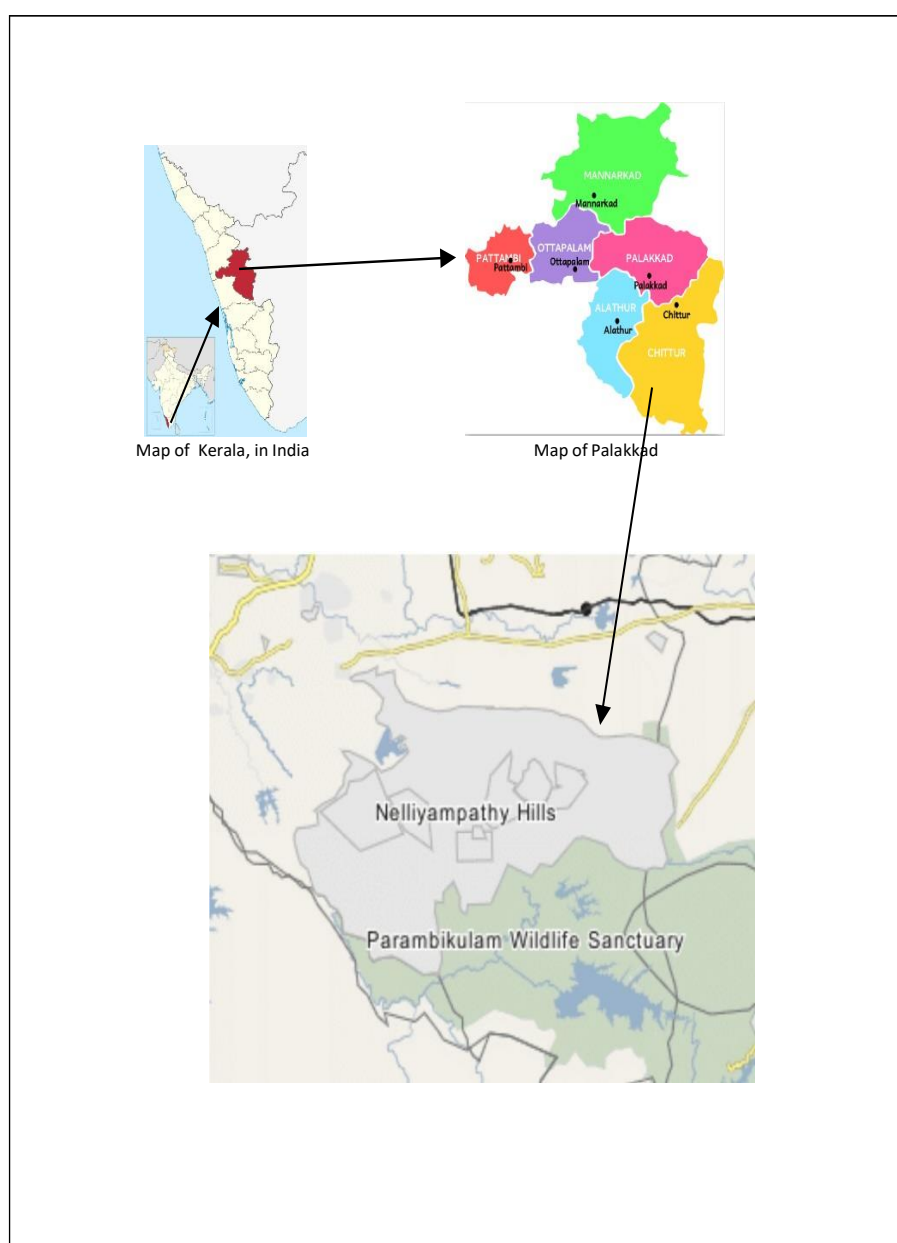 MANNARKAD
Mannarkad
PATTAMBI
Pattambi
OTTAPALAM
Ottapalam
PALAKKAD
Palakkad
ALATHUR
Alathur
Chittur
CHITTUR
Map of Kerala, in India
Map of Palakkad
Nelliyampathy Hills
Parambikulam Wildlife Sanctuary